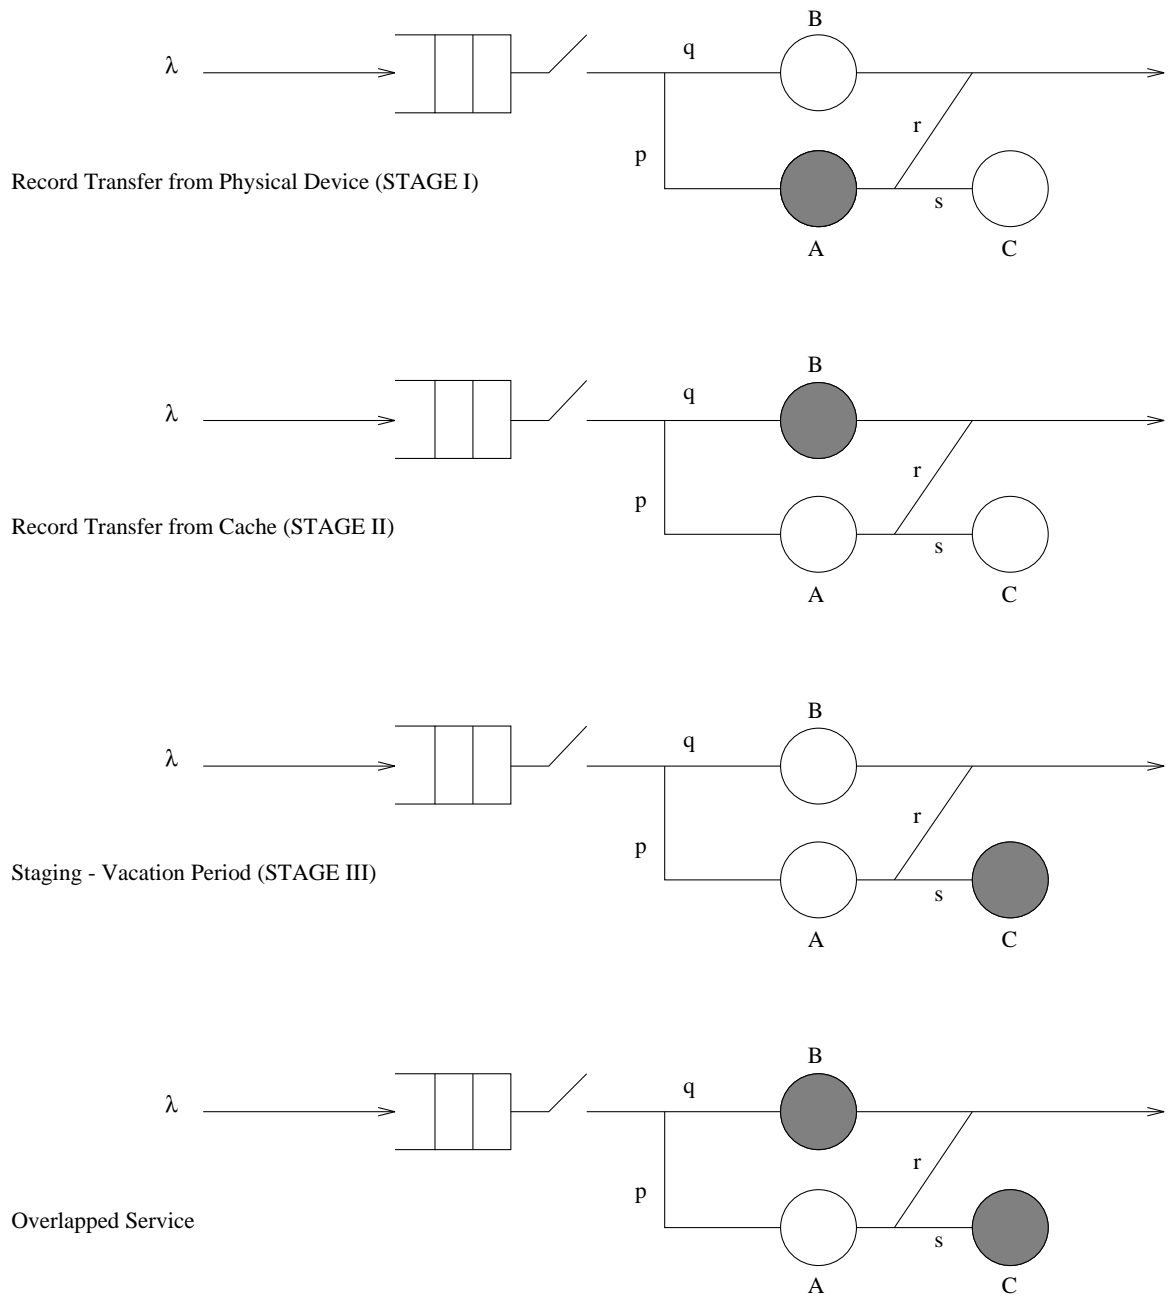 B
q
λ
r
p
Record Transfer from Physical Device (STAGE I)
s
A
C
B
q
λ
r
p
Record Transfer from Cache (STAGE II)
s
A
C
B
q
λ
r
p
Staging - Vacation Period (STAGE III)
s
A
C
B
q
λ
r
p
Overlapped Service
s
A
C